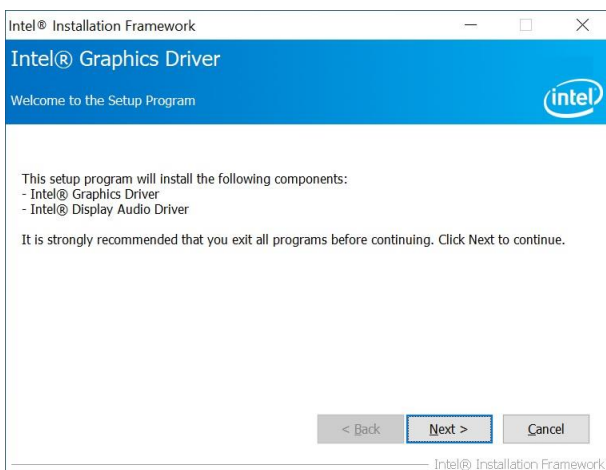 Intel® Installation Framework
Intel® Graphics Driver
Welcome to the Setup Program
intel
This setup program will install the following components:
- Intel® Graphics Driver
- Intel® Display Audio Driver
It is strongly recommended that you exit all programs before continuing. Click Next to continue.
< Back Next > Cancel
Intel® Installation Framework